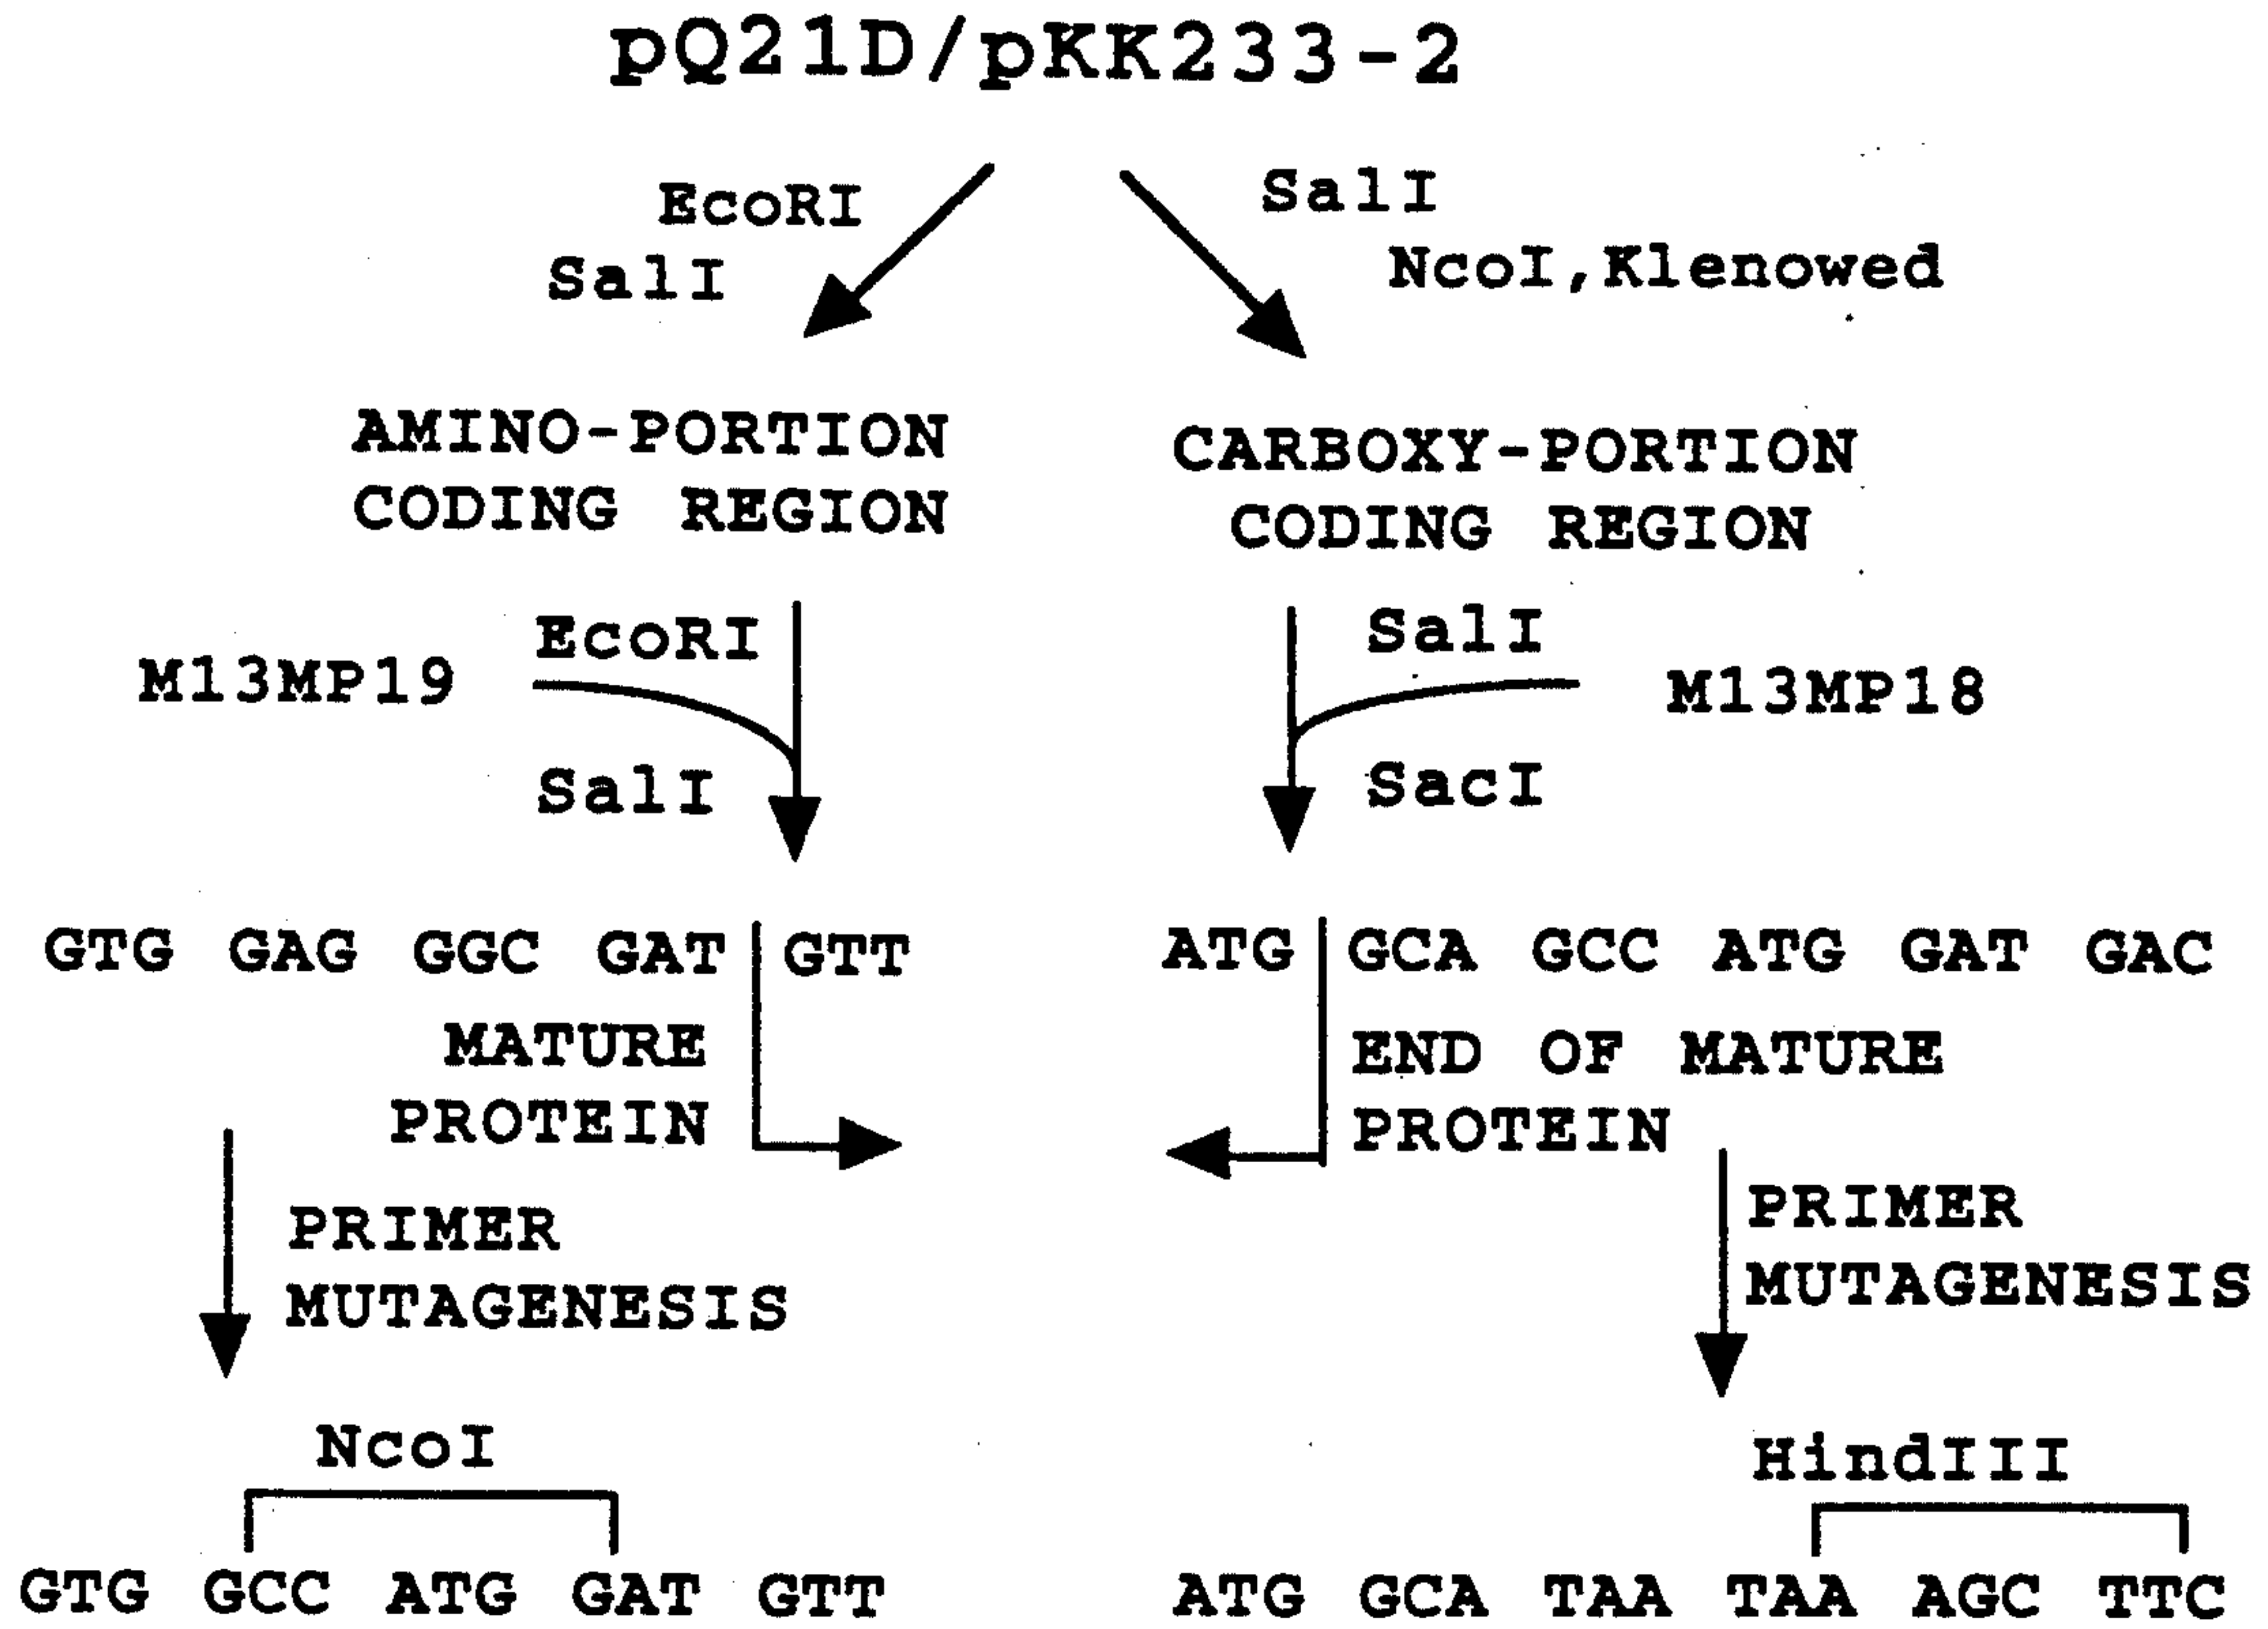 pQ21D/pKK233-2
EcoRI
SalI
SalI
NcoI,Klenowed
AMINO-PORTION
CODING REGION
CARBOXY-PORTION
CODING REGION
M13MP19
EcoRI
SalI
SalI
SacI
M13MP18
GTG GAG GGC GAT GTT
MATURE
PROTEIN
ATG GCA GCC ATG GAT GAC
END OF MATURE
PROTEIN
PRIMER
MUTAGENESIS
PRIMER
MUTAGENESIS
NcoI
GTG GCC ATG GAT GTT
HindIII
ATG GCA TAA TAA AGC TTC